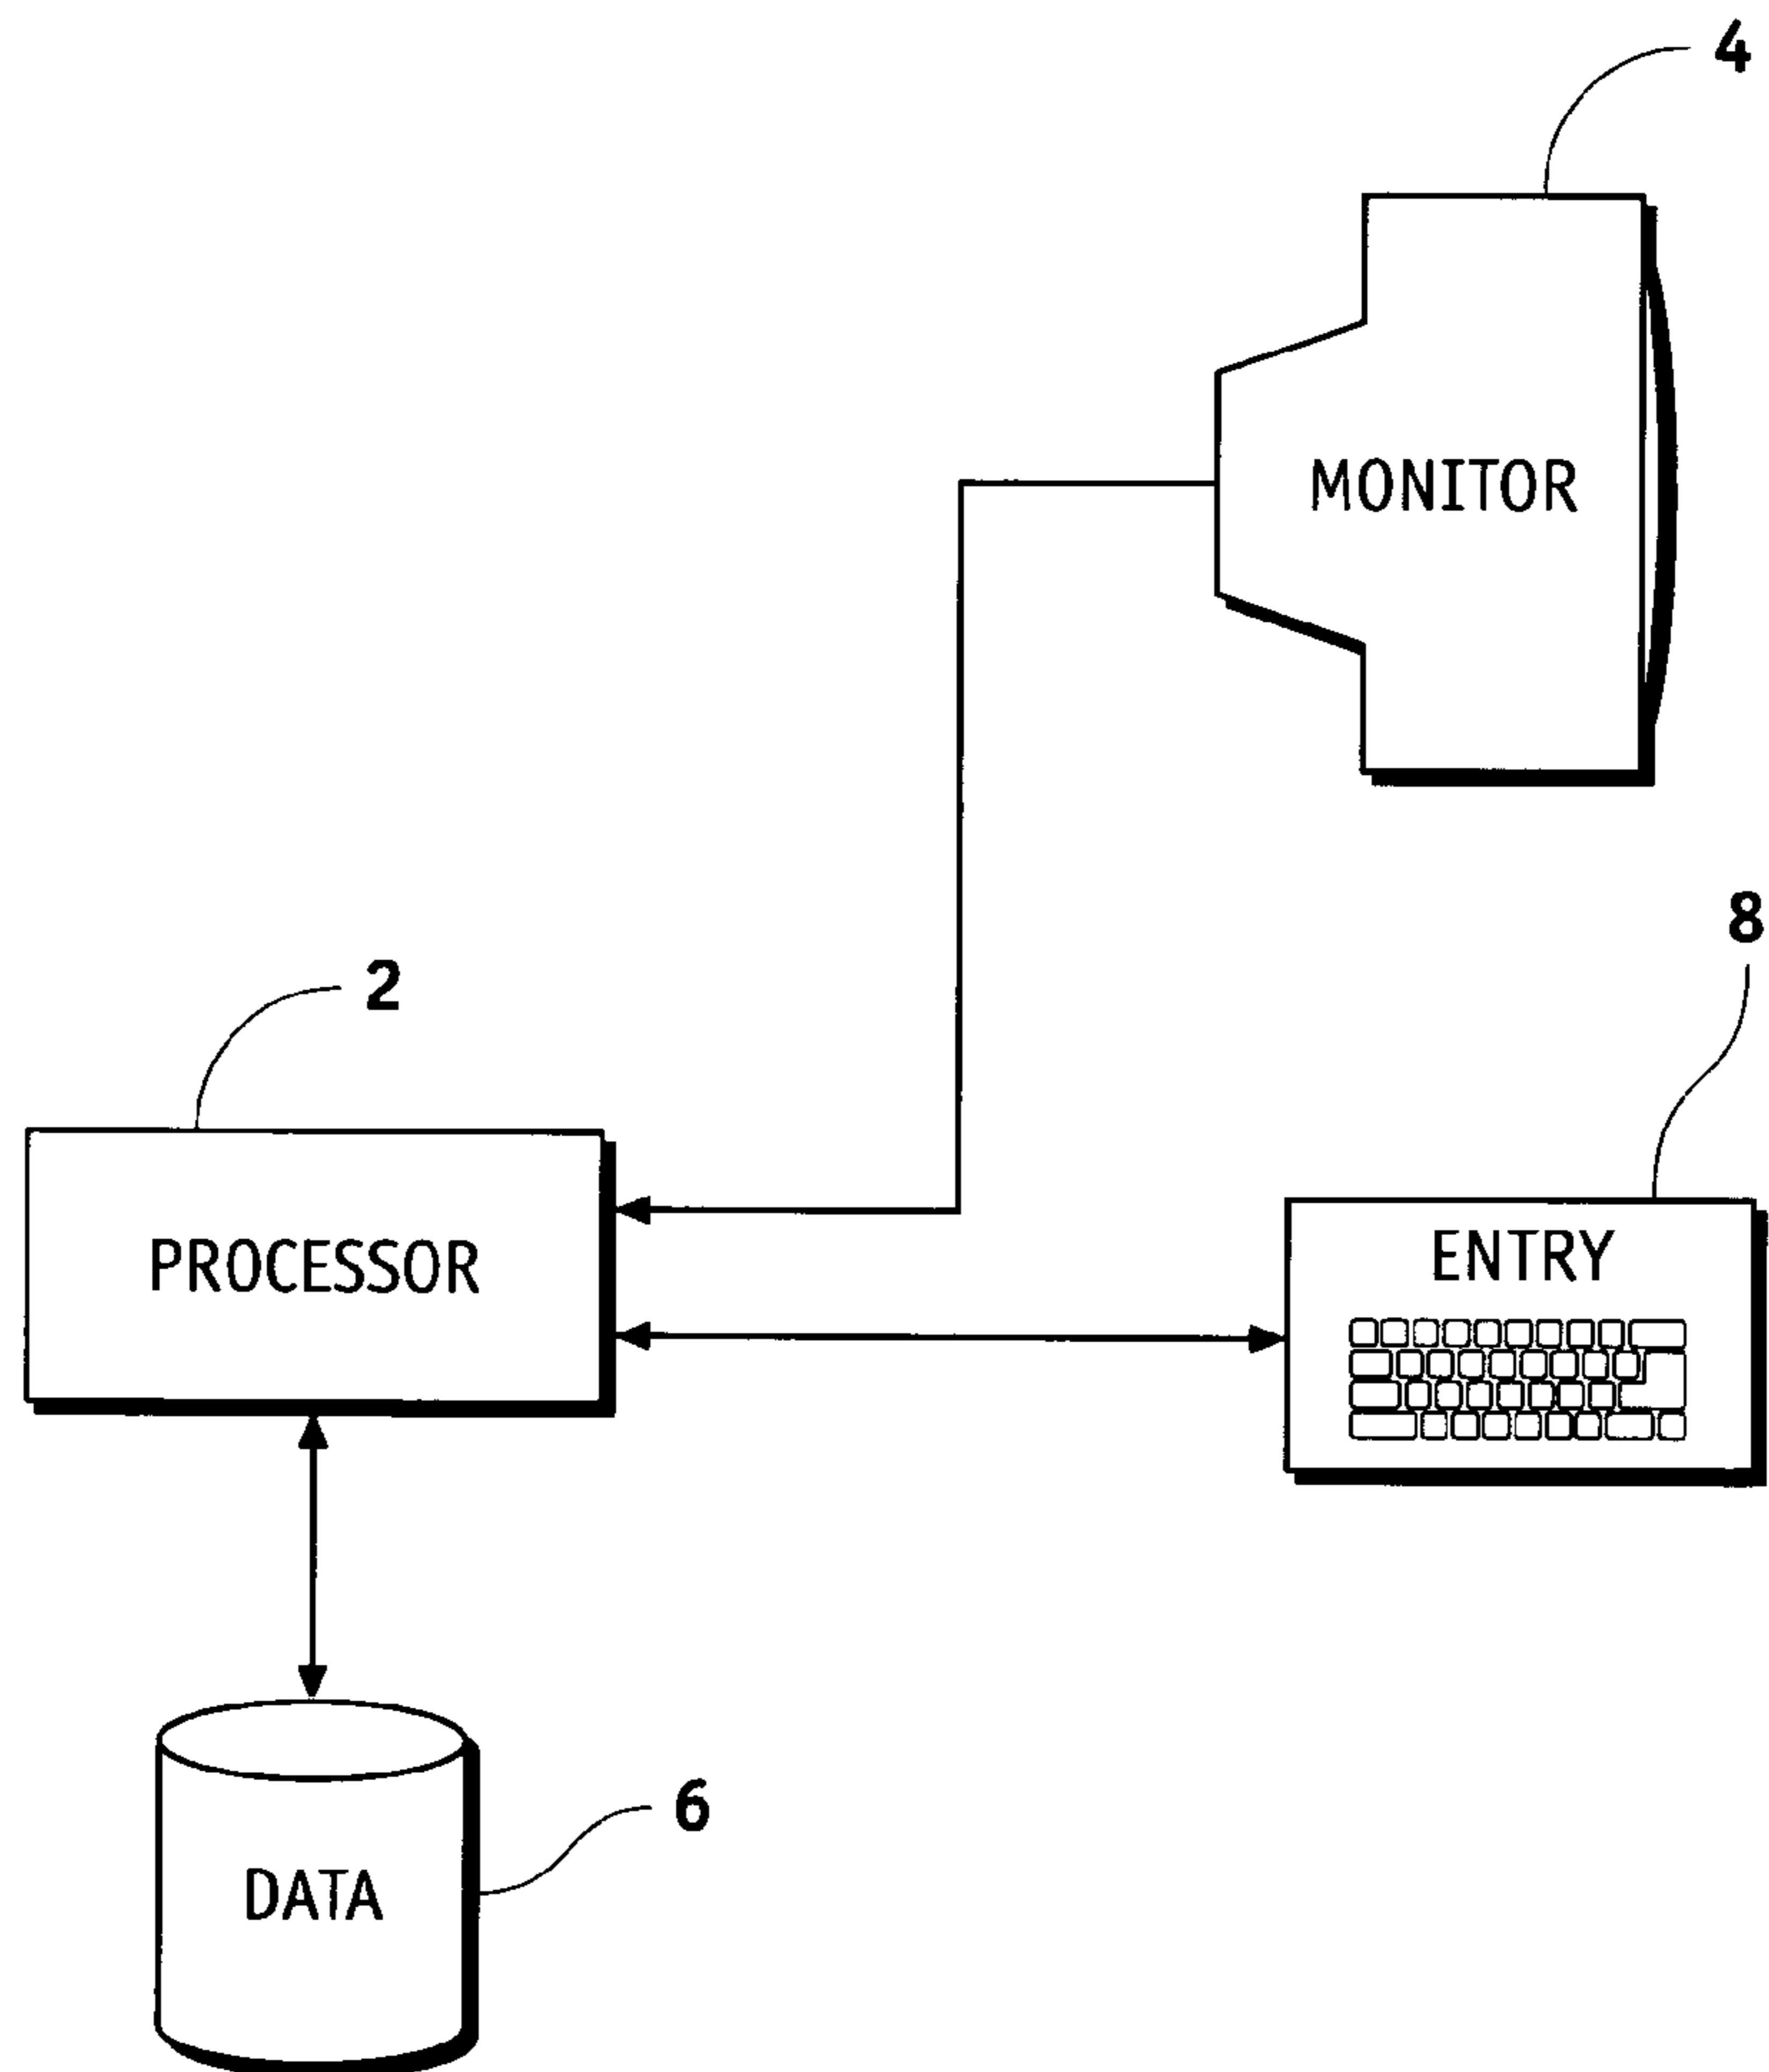 4
MONITOR
8
2
PROCESSOR
ENTRY
6
DATA